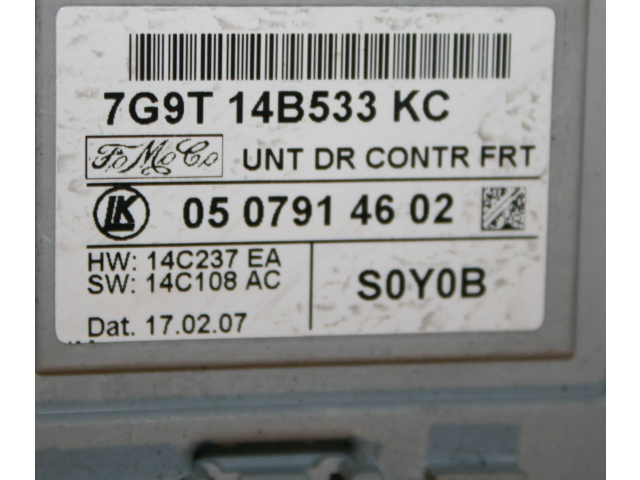 7G9T 14B533 KC
FoMoCo UNT DR CONTR FRT
LK 05 0791 46 02
HW: 14C237 EA
SW: 14C108 AC
S0Y0B
Dat. 17.02.07